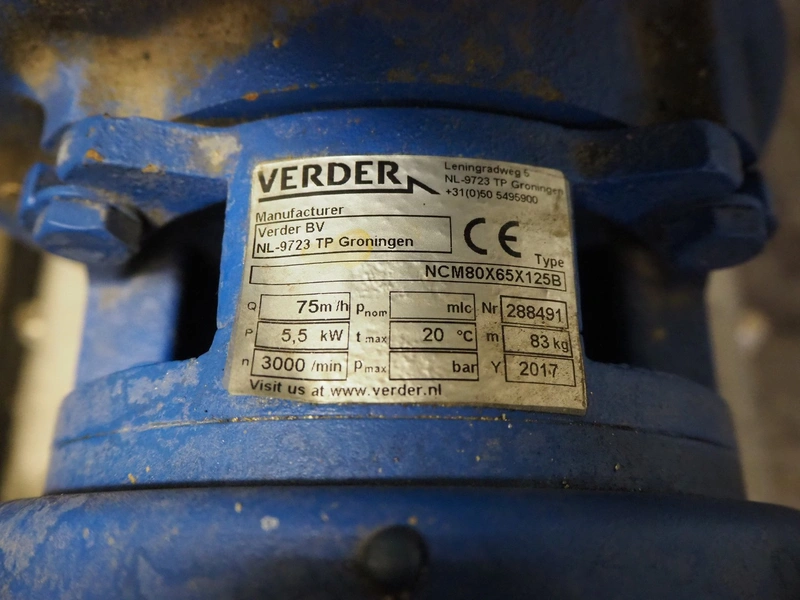 VERDER
Leningradweg 5
NL-9723 TP Groningen
+31(0)50 5495900
Manufacturer
Verder BV
NL-9723 TP Groningen
CE
Type
NCM80X65X125B
Q 75m /h pnom mlc Nr 288491
P 5,5 kW t max 20 °C m 83 kg
n 3000 /min pmax bar Y 2017
Visit us at www.verder.nl